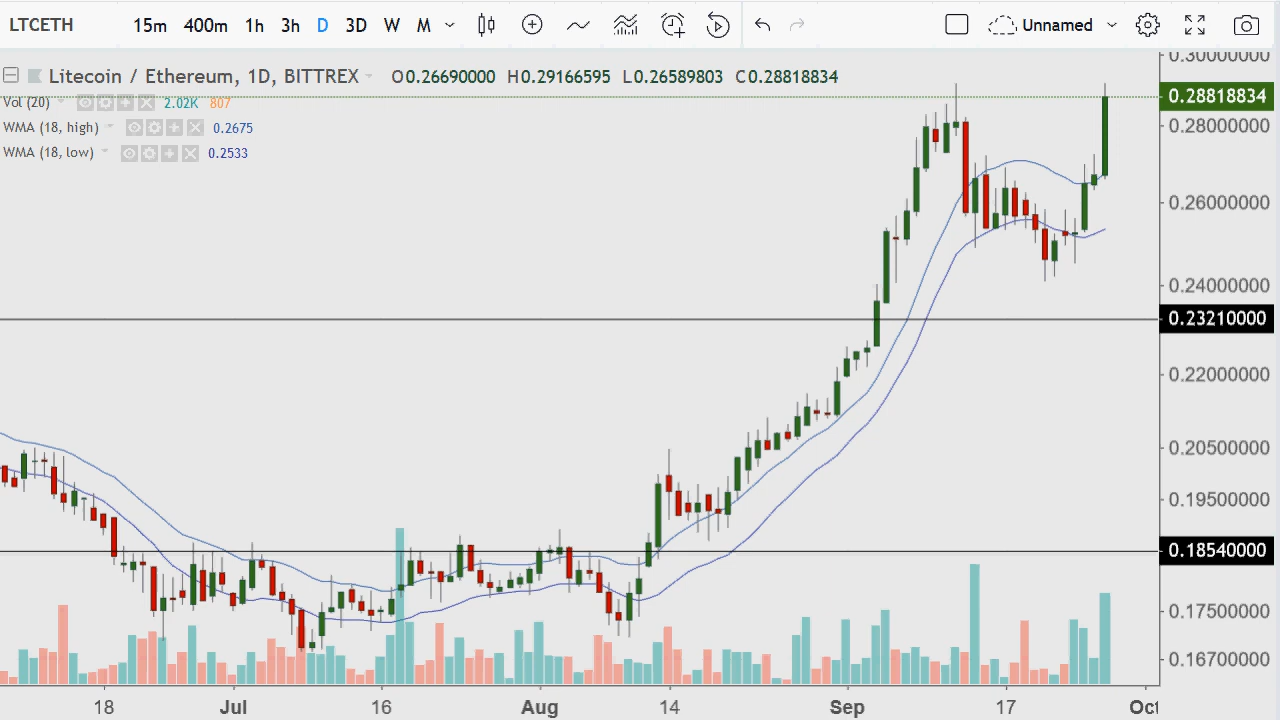 LTCETH 15m 400m 1h 3h D 3D W M Unnamed
Litecoin / Ethereum, 1D, BITTREX O0.26690000 H0.29166595 L0.26589803 C0.28818834
Vol (20) 2.02K 807
WMA (18, high) 0.2675
WMA (18, low) 0.2533
0.30000000
0.28818834
0.28000000
0.26000000
0.24000000
0.23210000
0.22000000
0.20500000
0.19500000
0.18540000
0.17500000
0.16700000
18 Jul 16 Aug 14 Sep 17 Oct